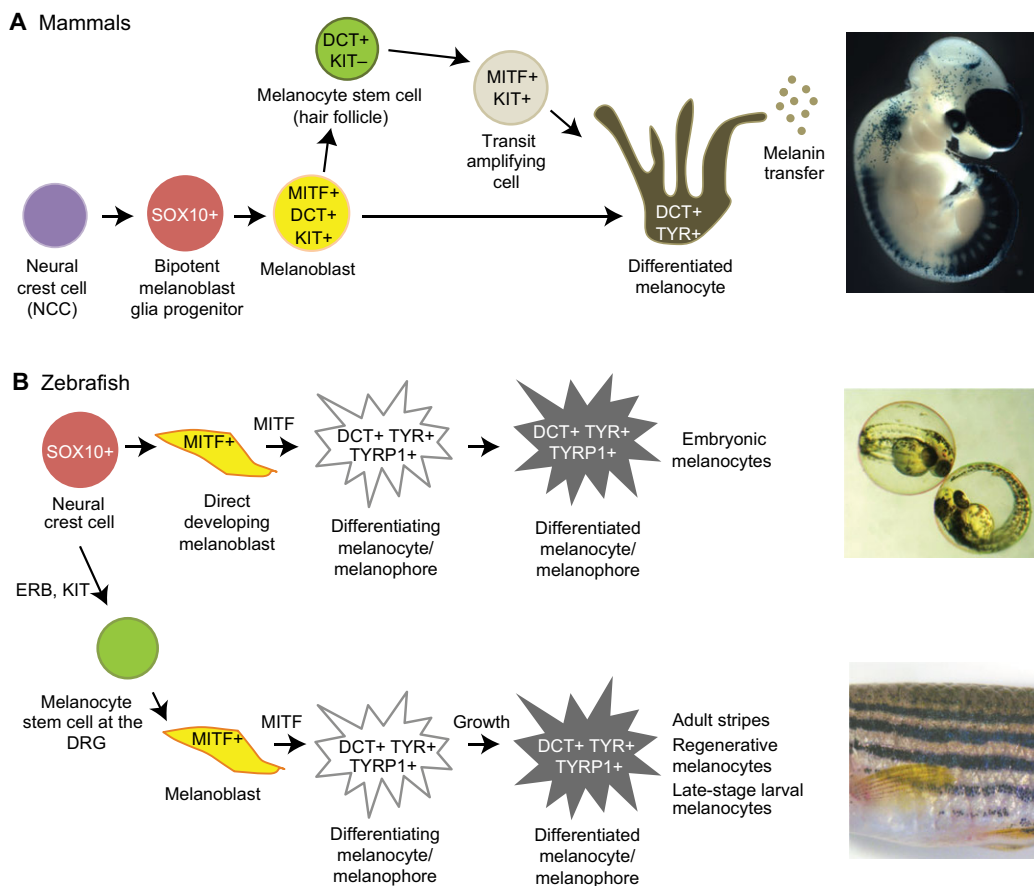 A Mammals
DCT+
KIT–
Melanocyte stem cell
(hair follicle)
MITF+
KIT+
Transit
amplifying
cell
Melanin
transfer
SOX10+
MITF+
DCT+
KIT+
DCT+
TYR+
Neural
crest cell
(NCC)
Bipotent
melanoblast
glia progenitor
Melanoblast
Differentiated
melanocyte
B Zebrafish
SOX10+
Neural
crest cell
MITF+
Direct
developing
melanoblast
MITF
DCT+ TYR+
TYRP1+
Differentiating
melanocyte/
melanophore
DCT+ TYR+
TYRP1+
Differentiated
melanocyte/
melanophore
Embryonic
melanocytes
ERB, KIT
Melanocyte
stem cell at the
DRG
MITF+
Melanoblast
MITF
DCT+ TYR+
TYRP1+
Differentiating
melanocyte/
melanophore
Growth
DCT+ TYR+
TYRP1+
Differentiated
melanocyte/
melanophore
Adult stripes
Regenerative
melanocytes
Late-stage larval
melanocytes